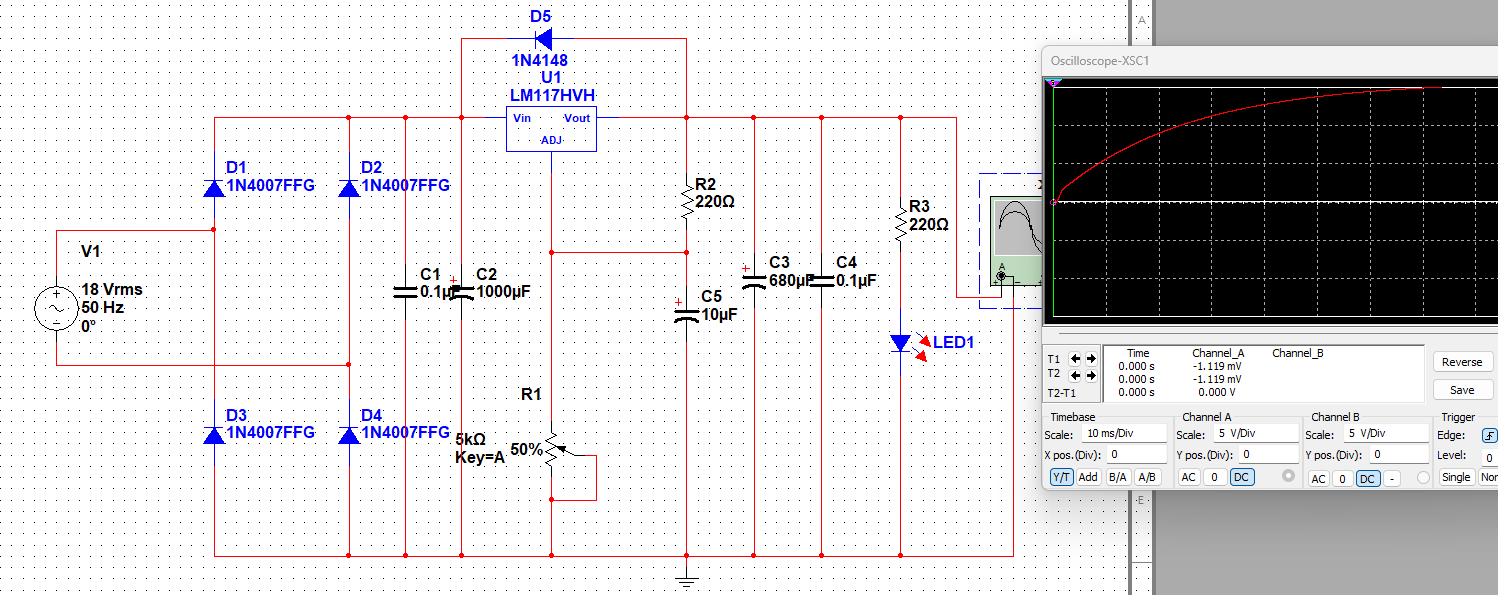 D5
1N4148
U1
LM117HVH
Vin Vout
ADJ
D1
1N4007FFG
D2
1N4007FFG
R2
220Ω
R3
220Ω
V1
18 Vrms
50 Hz
0°
C1
0.1µF
C2
1000µF
C3
680µF
C4
0.1µF
C5
10µF
LED1
R1
D3
1N4007FFG
D4
1N4007FFG
5kΩ
Key=A
50%
A
A
E
Oscilloscope-XSC1
T1
T2
T2-T1
Time Channel_A Channel_B
0.000 s -1.119 mV
0.000 s -1.119 mV
0.000 s 0.000 V
Reverse
Save
Timebase
Scale: 10 ms/Div
X pos.(Div): 0
Y/T Add B/A A/B
Channel A
Scale: 5 V/Div
Y pos.(Div): 0
AC 0 DC
Channel B
Scale: 5 V/Div
Y pos.(Div): 0
AC 0 DC -
Trigger
Edge:
Level: 0
Single